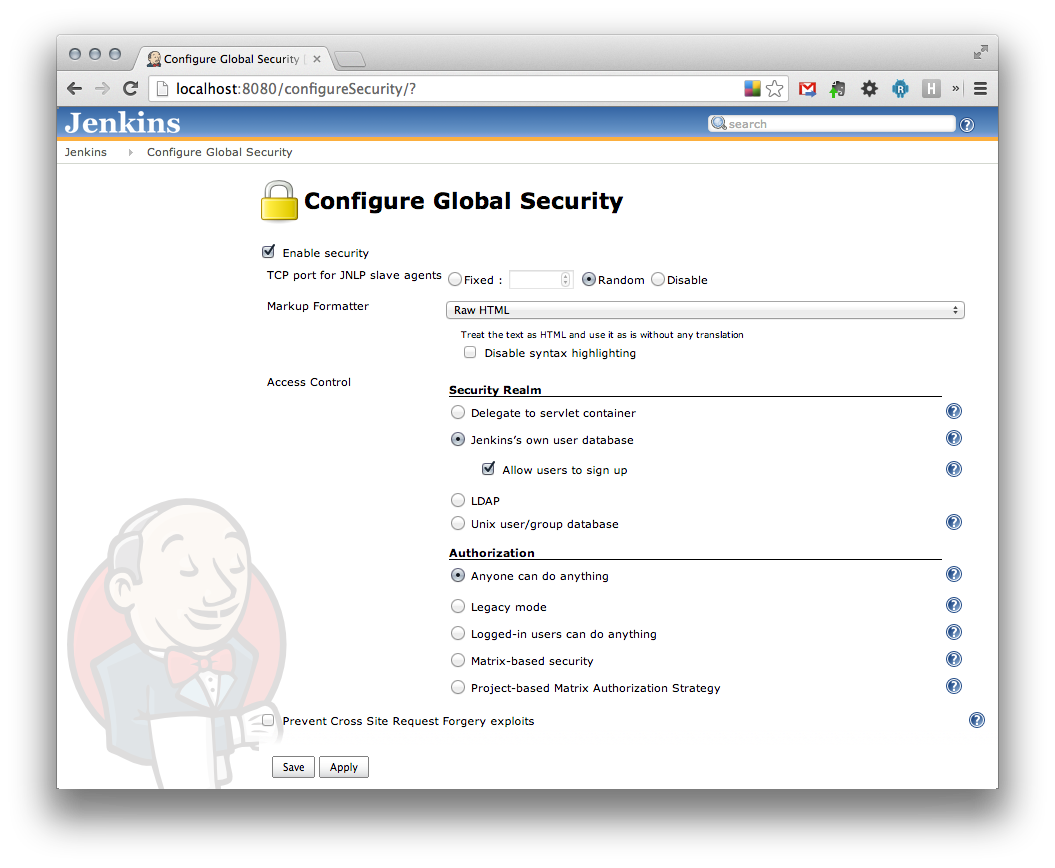 Configure Global Security
localhost:8080/configureSecurity/?
H
»
Jenkins
search
Jenkins
Configure Global Security
Configure Global Security
Enable security
TCP port for JNLP slave agents
Fixed :
Random
Disable
Markup Formatter
Raw HTML
Treat the text as HTML and use it as is without any translation
Disable syntax highlighting
Access Control
Security Realm
Delegate to servlet container
Jenkins's own user database
Allow users to sign up
LDAP
Unix user/group database
Authorization
Anyone can do anything
Legacy mode
Logged-in users can do anything
Matrix-based security
Project-based Matrix Authorization Strategy
Prevent Cross Site Request Forgery exploits
Save
Apply